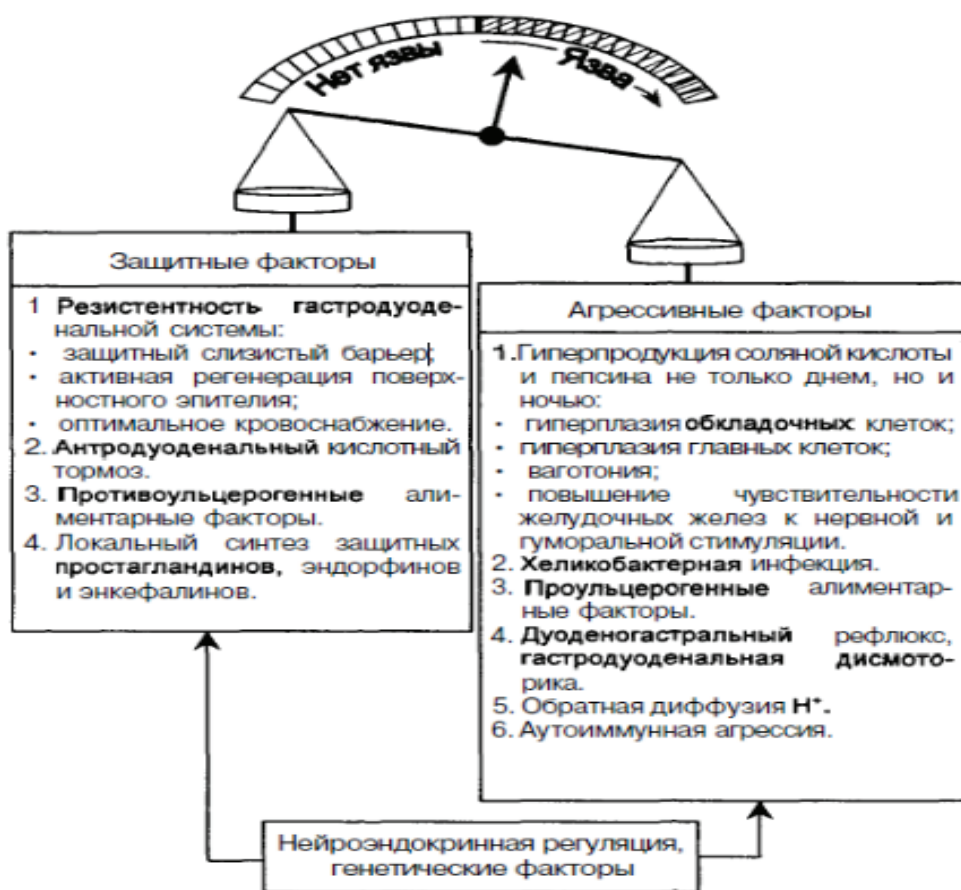 Нет язвы
Язва
Защитные факторы
1 Резистентность гастродуоде-
нальной системы:
• защитный слизистый барьер;
• активная регенерация поверх-
ностного эпителия;
• оптимальное кровоснабжение.
2. Антродуоденальный кислотный
тормоз.
3. Противоульцерогенные али-
ментарные факторы.
4. Локальный синтез защитных
простагландинов, эндорфинов
и энкефалинов.
Агрессивные факторы
1.Гиперпродукция соляной кислоты
и пепсина не только днем, но и
ночью:
• гиперплазия обкладочных клеток;
• гиперплазия главных клеток;
• ваготония;
• повышение чувствительности
желудочных желез к нервной и
гуморальной стимуляции.
2. Хеликобактерная инфекция.
3. Проульцерогенные алиментар-
ные факторы.
4. Дуоденогастральный рефлюкс,
гастродуоденальная дисмото-
рика.
5. Обратная диффузия Н⁺.
6. Аутоиммунная агрессия.
Нейроэндокринная регуляция,
генетические факторы